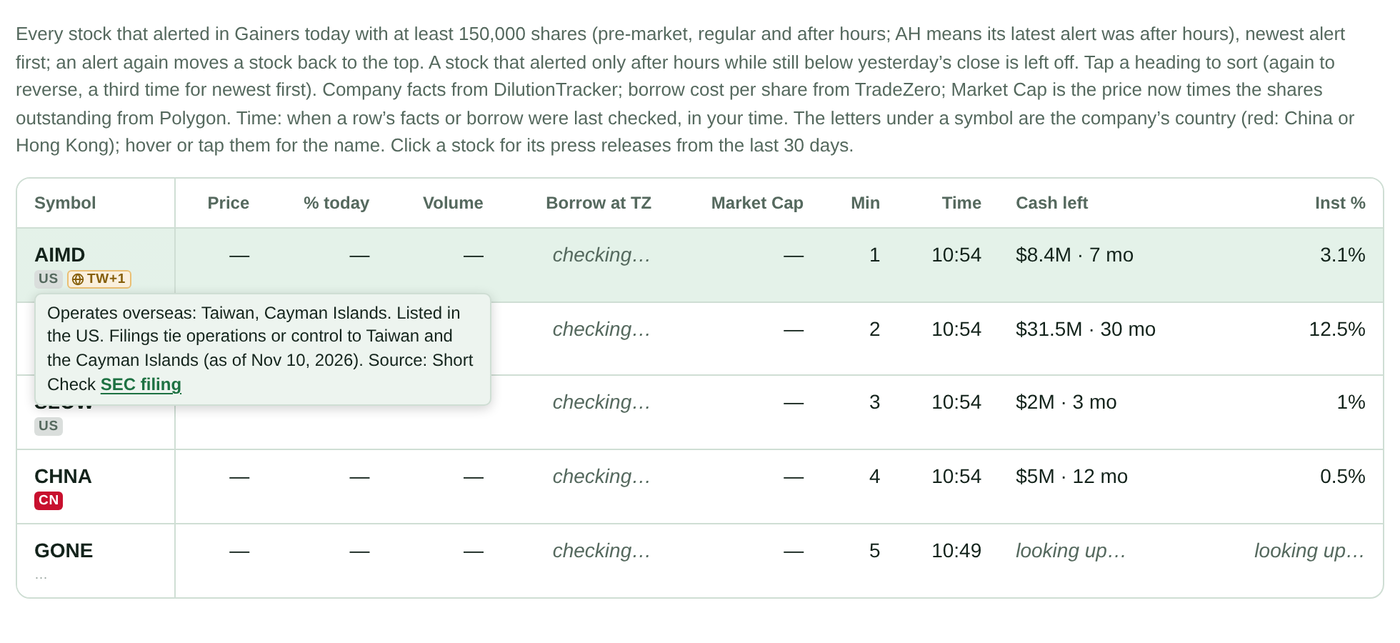 Every stock that alerted in Gainers today with at least 150,000 shares (pre-market, regular and after hours; AH means its latest alert was after hours), newest alert
first; an alert again moves a stock back to the top. A stock that alerted only after hours while still below yesterday’s close is left off. Tap a heading to sort (again to
reverse, a third time for newest first). Company facts from DilutionTracker; borrow cost per share from TradeZero; Market Cap is the price now times the shares
outstanding from Polygon. Time: when a row’s facts or borrow were last checked, in your time. The letters under a symbol are the company’s country (red: China or
Hong Kong); hover or tap them for the name. Click a stock for its press releases from the last 30 days.
Symbol Price % today Volume Borrow at TZ Market Cap Min Time Cash left Inst %
AIMD — — — checking… — 1 10:54 $8.4M · 7 mo 3.1%
US TW+1
Operates overseas: Taiwan, Cayman Islands. Listed in
the US. Filings tie operations or control to Taiwan and
the Cayman Islands (as of Nov 10, 2026). Source: Short
Check SEC filing
checking… — 2 10:54 $31.5M · 30 mo 12.5%
checking… — 3 10:54 $2M · 3 mo 1%
US
CHNA — — — checking… — 4 10:54 $5M · 12 mo 0.5%
CN
GONE — — — checking… — 5 10:49 looking up… looking up…
...